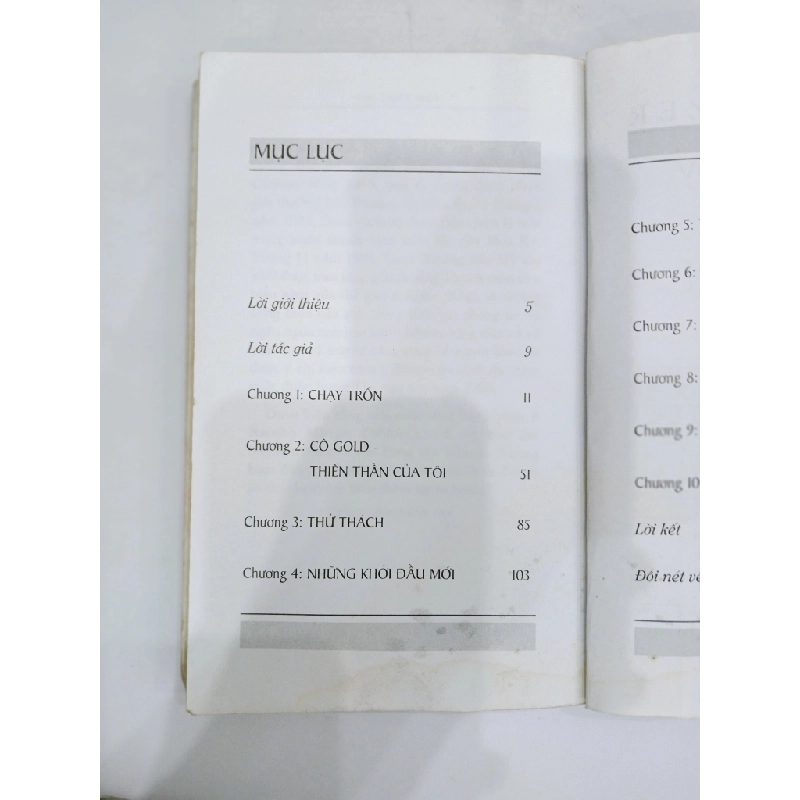 MỤC LỤC
Lời giới thiệu 5
Lời tác giả 9
Chương 1: CHẠY TRỐN 11
Chương 2: CÔ GOLD
THIÊN THẦN CỦA TÔI 51
Chương 3: THỬ THÁCH 85
Chương 4: NHỮNG KHỞI ĐẦU MỚI 103
Chương 5:
Chương 6:
Chương 7:
Chương 8:
Chương 9:
Chương 10
Lời kết
Đôi nét về